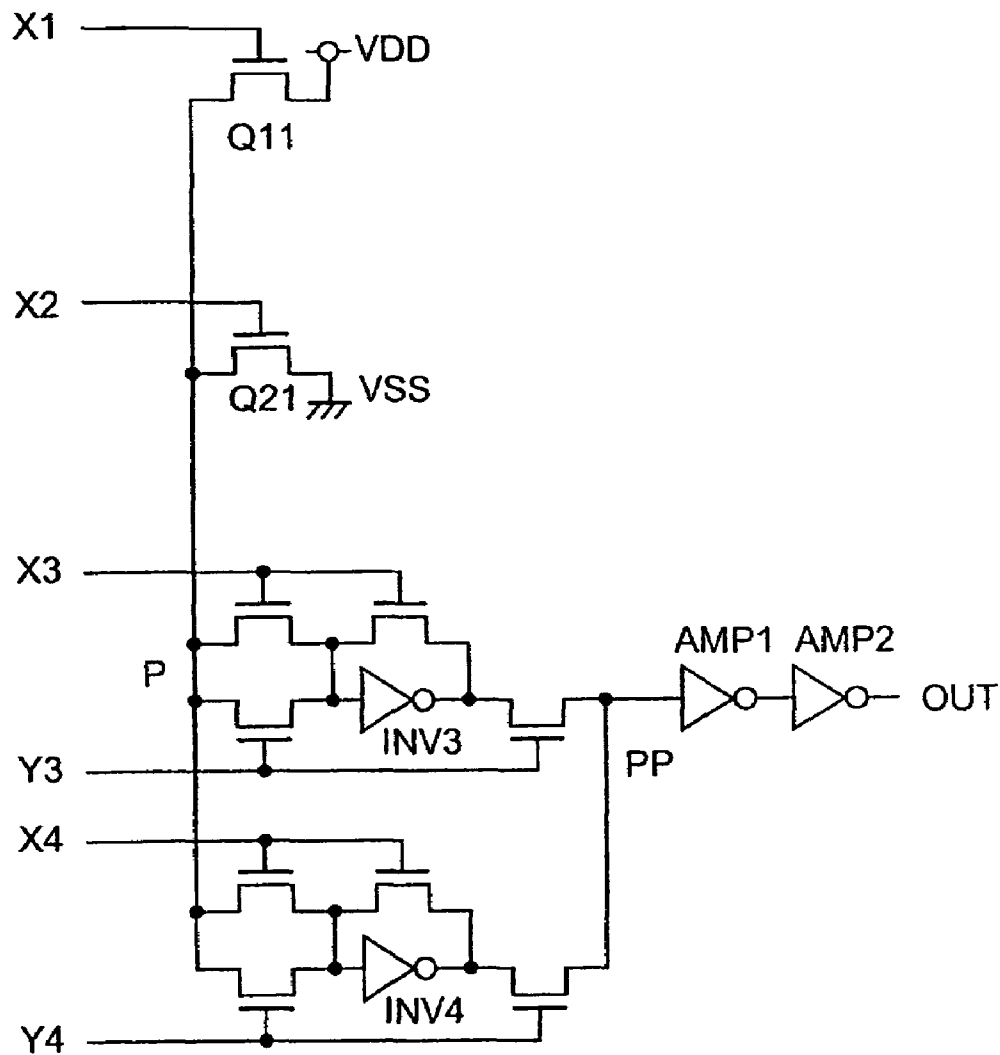 X1
VDD
Q11
X2
Q21
VSS
X3
AMP1 AMP2
P
OUT
INV3
Y3
PP
X4
INV4
Y4